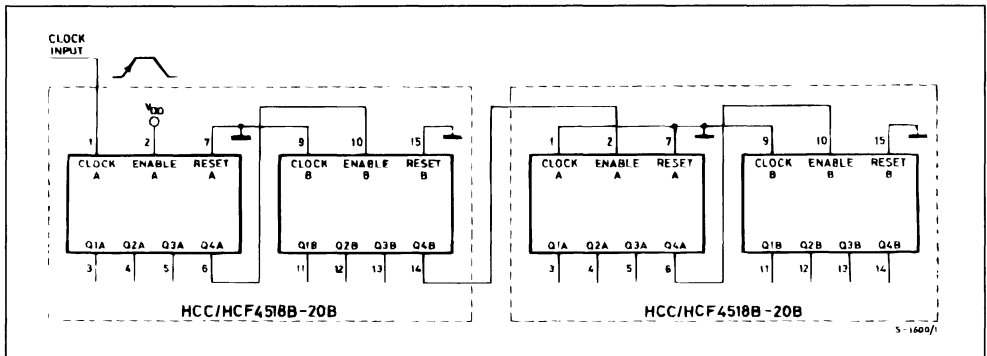 CLOCK
INPUT
VDD
1 2 7 9 10 15 1 2 7 9 10 15
CLOCK ENABLE RESET CLOCK ENABLE RESET CLOCK ENABLE RESET CLOCK ENABLE RESET
A A A B B B A A A B B B
Q1A Q2A Q3A Q4A Q1B Q2B Q3B Q4B Q1A Q2A Q3A Q4A Q1B Q2B Q3B Q4B
3 4 5 6 11 12 13 14 3 4 5 6 11 12 13 14
HCC/HCF4518B-20B HCC/HCF4518B-20B
S-1600/1